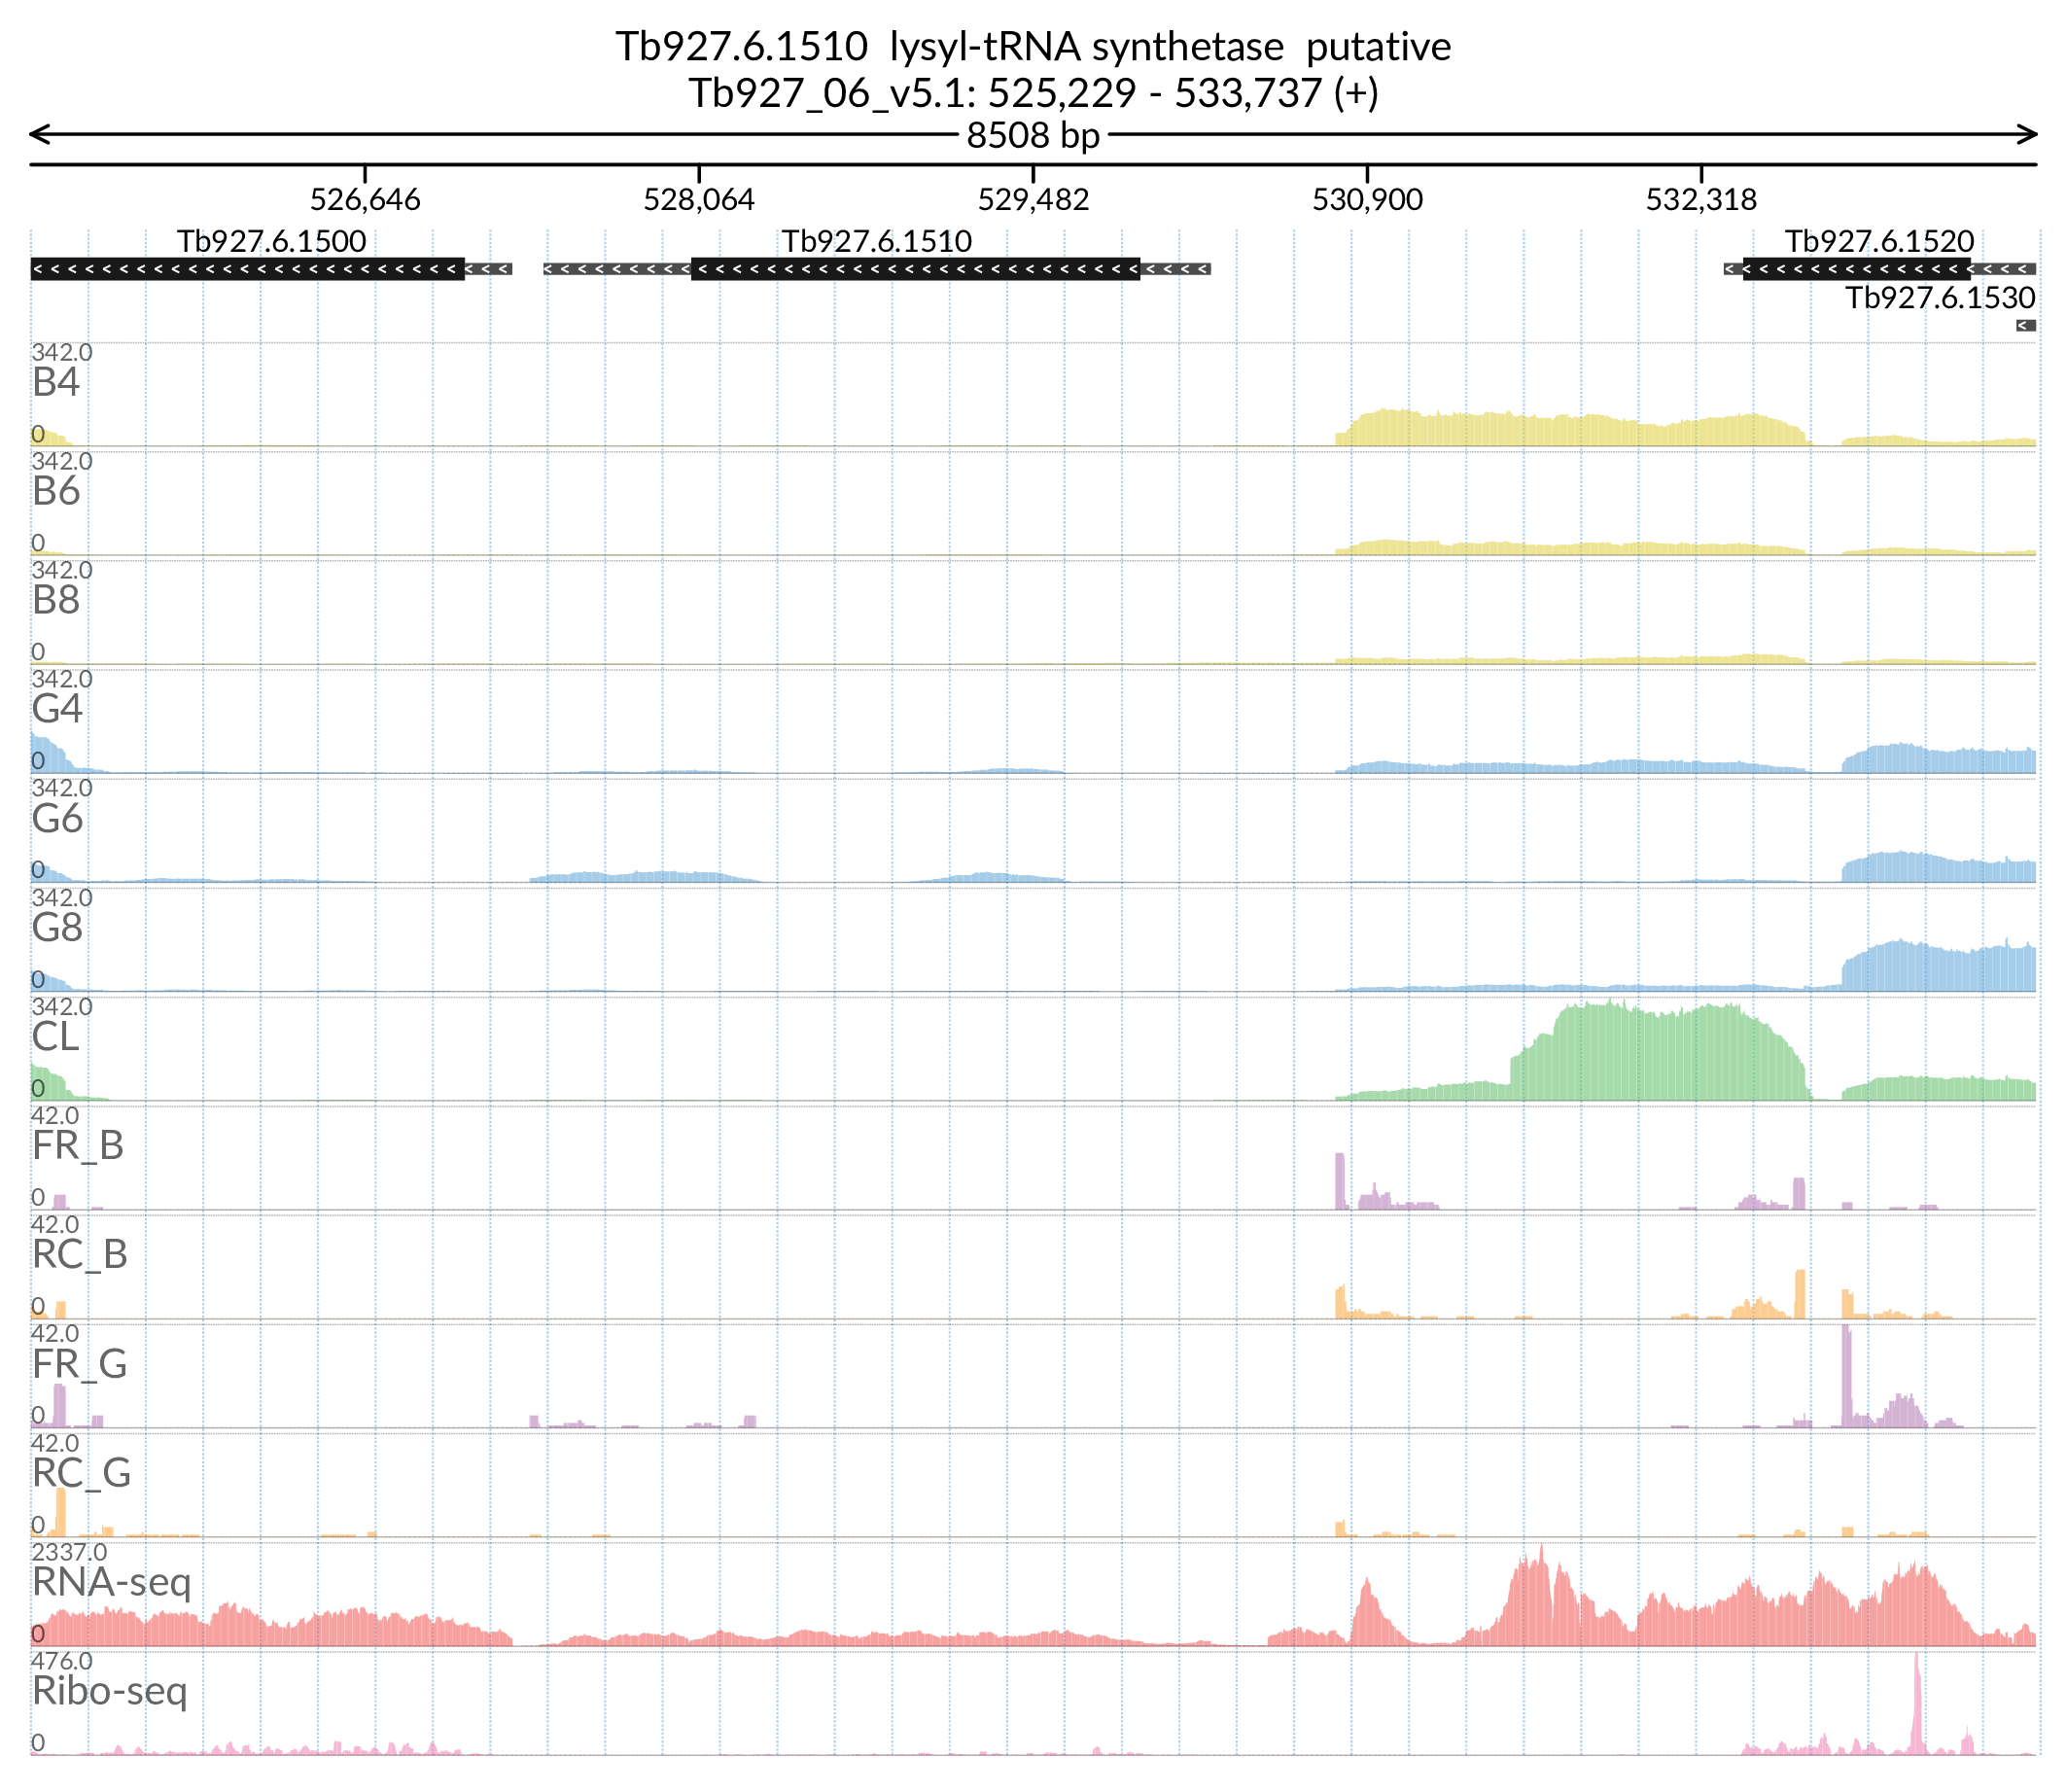 Tb927.6.1510  lysyl-tRNA synthetase  putative
Tb927_06_v5.1: 525,229 - 533,737 (+)
8508 bp
526,646 528,064 529,482 530,900 532,318
Tb927.6.1500 Tb927.6.1510 Tb927.6.1520
Tb927.6.1530
342.0
B4
0
342.0
B6
0
342.0
B8
0
342.0
G4
0
342.0
G6
0
342.0
G8
0
342.0
CL
0
42.0
FR_B
0
42.0
RC_B
0
42.0
FR_G
0
42.0
RC_G
0
2337.0
RNA-seq
0
476.0
Ribo-seq
0